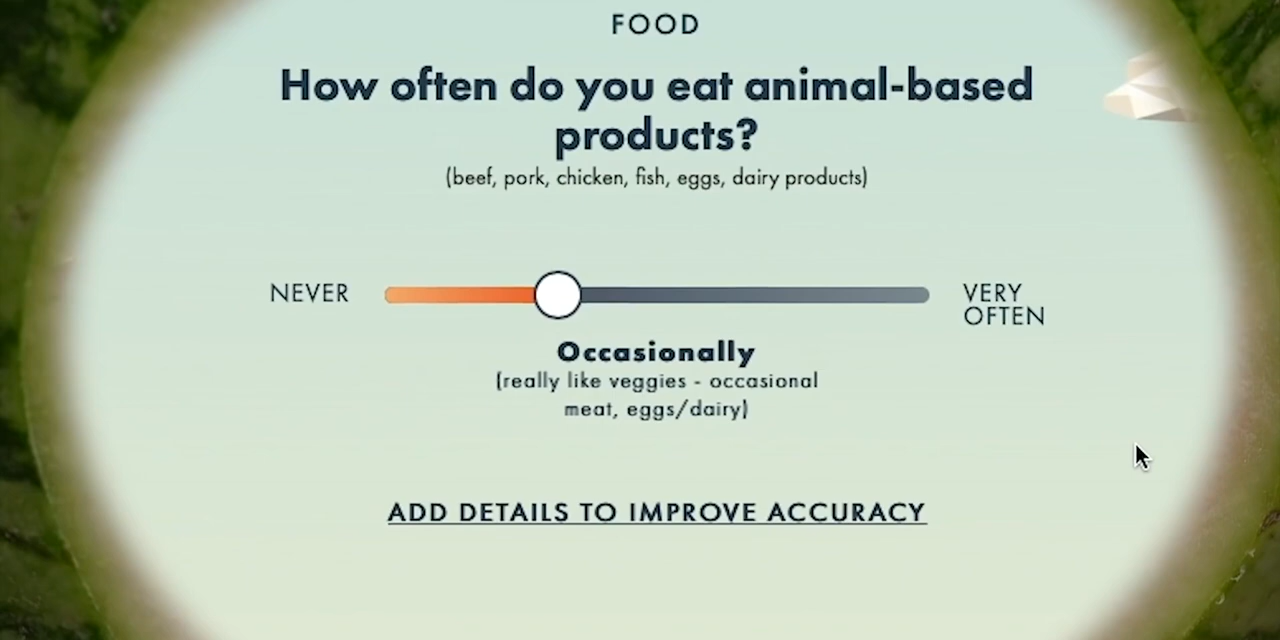 FOOD
How often do you eat animal-based
products?
(beef, pork, chicken, fish, eggs, dairy products)
NEVER
VERY
OFTEN
Occasionally
(really like veggies - occasional
meat, eggs/dairy)
ADD DETAILS TO IMPROVE ACCURACY